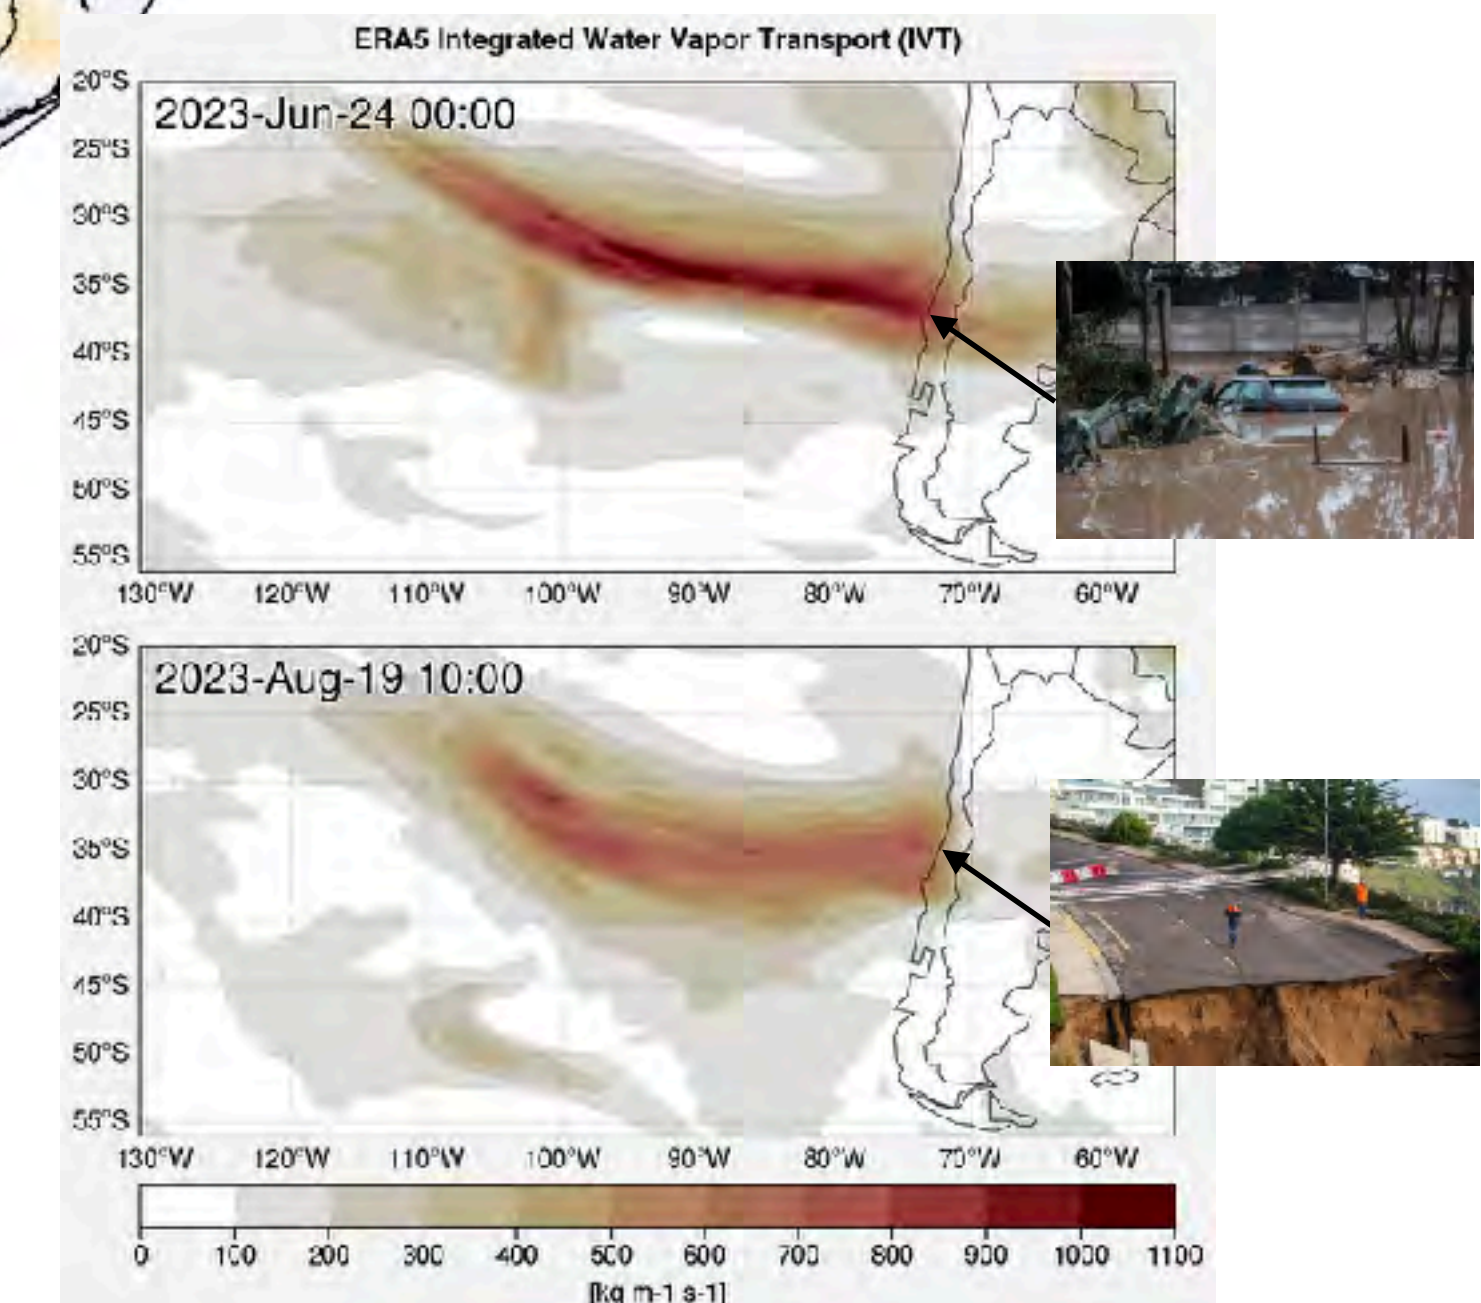 ERA5 Integrated Water Vapor Transport (IVT)
20°S
2023-Jun-24 00:00
25°S
30°S
35°S
40°S
45°S
50°S
55°S
130°W 120°W 110°W 100°W 90°W 80°W 70°W 60°W
20°S
2023-Aug-19 10:00
25°S
30°S
35°S
40°S
45°S
50°S
55°S
130°W 120°W 110°W 100°W 90°W 80°W 70°W 60°W
0 100 200 300 400 500 600 700 800 900 1000 1100
[kg m-1 s-1]